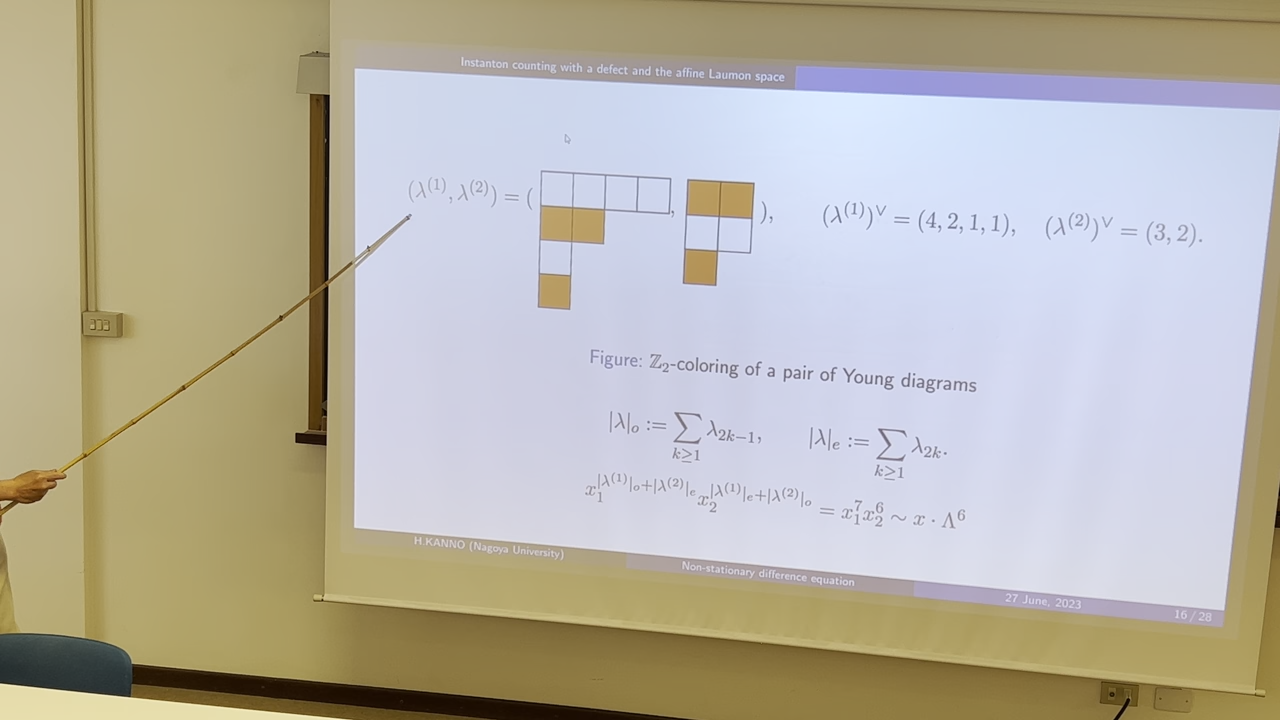 Instanton counting with a defect and the affine Laumon space
(λ⁽¹⁾, λ⁽²⁾) = ( , ), (λ⁽¹⁾)^∨ = (4, 2, 1, 1), (λ⁽²⁾)^∨ = (3, 2).
Figure: ℤ₂-coloring of a pair of Young diagrams
|λ|_o := ∑_{k≥1} λ_{2k−1}, |λ|_e := ∑_{k≥1} λ_{2k}.
x_1^{|λ⁽¹⁾|_o+|λ⁽²⁾|_e} x_2^{|λ⁽¹⁾|_e+|λ⁽²⁾|_o} = x_1^7 x_2^6 ∼ x · Λ^6
H.KANNO (Nagoya University)
Non-stationary difference equation
27 June, 2023
16 / 28